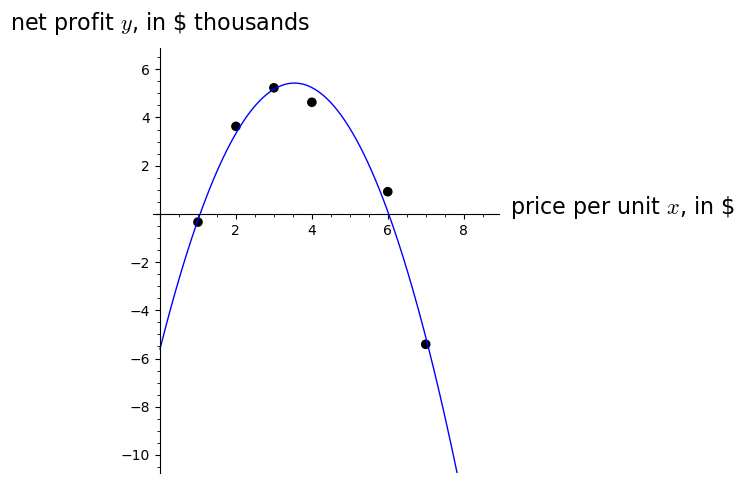 net profit y, in $ thousands
6
4
2
price per unit x, in $
2 4 6 8
−2
−4
−6
−8
−10